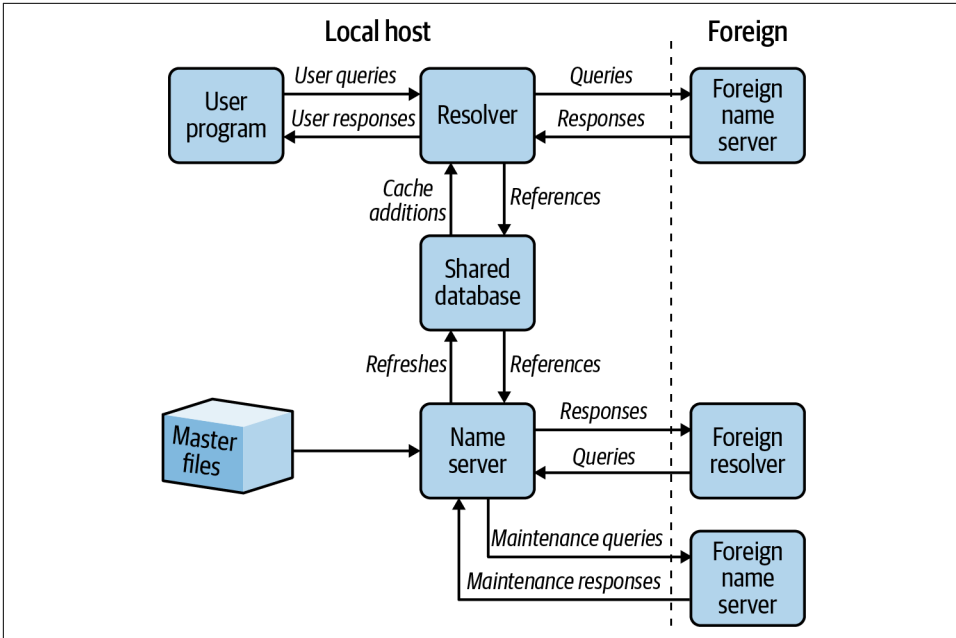 Local host
Foreign
User
program
User queries
User responses
Resolver
Queries
Responses
Foreign
name
server
Cache
additions
References
Shared
database
Refreshes
References
Master
files
Name
server
Responses
Queries
Foreign
resolver
Maintenance queries
Maintenance responses
Foreign
name
server